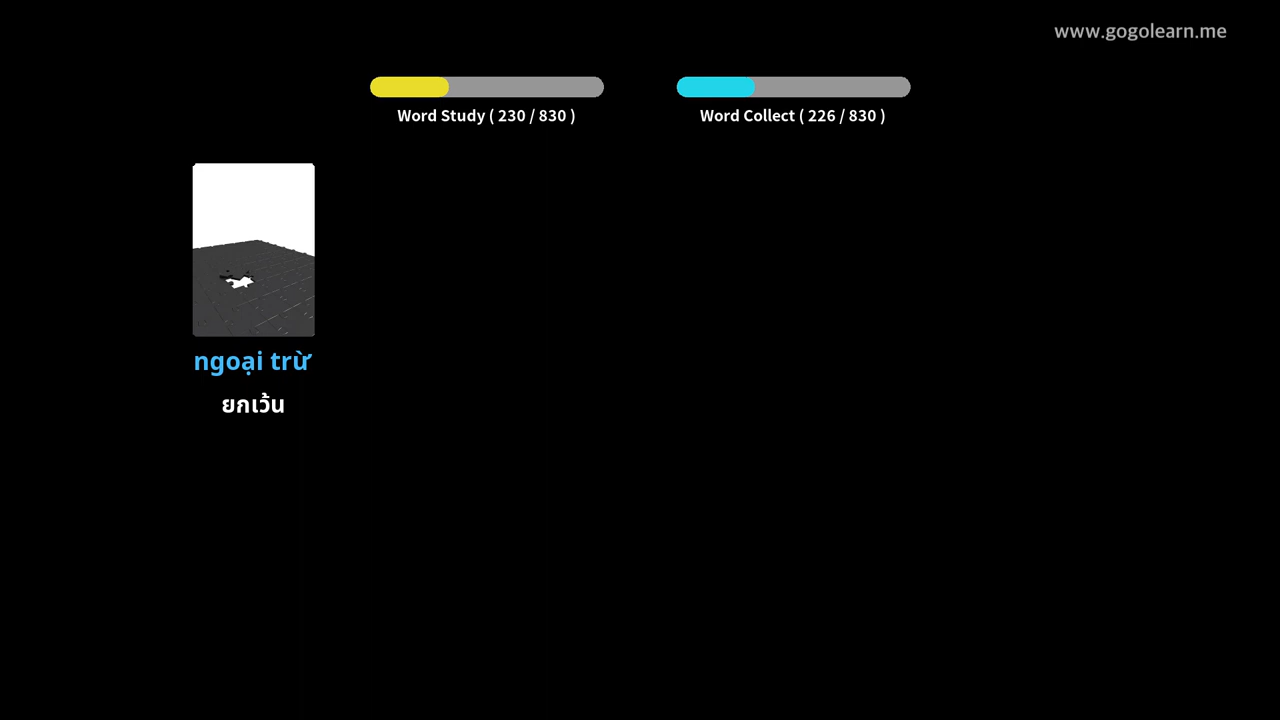 www.gogolearn.me
Word Study ( 230 / 830 )
Word Collect ( 226 / 830 )
ngoại trừ
ยกเว้น